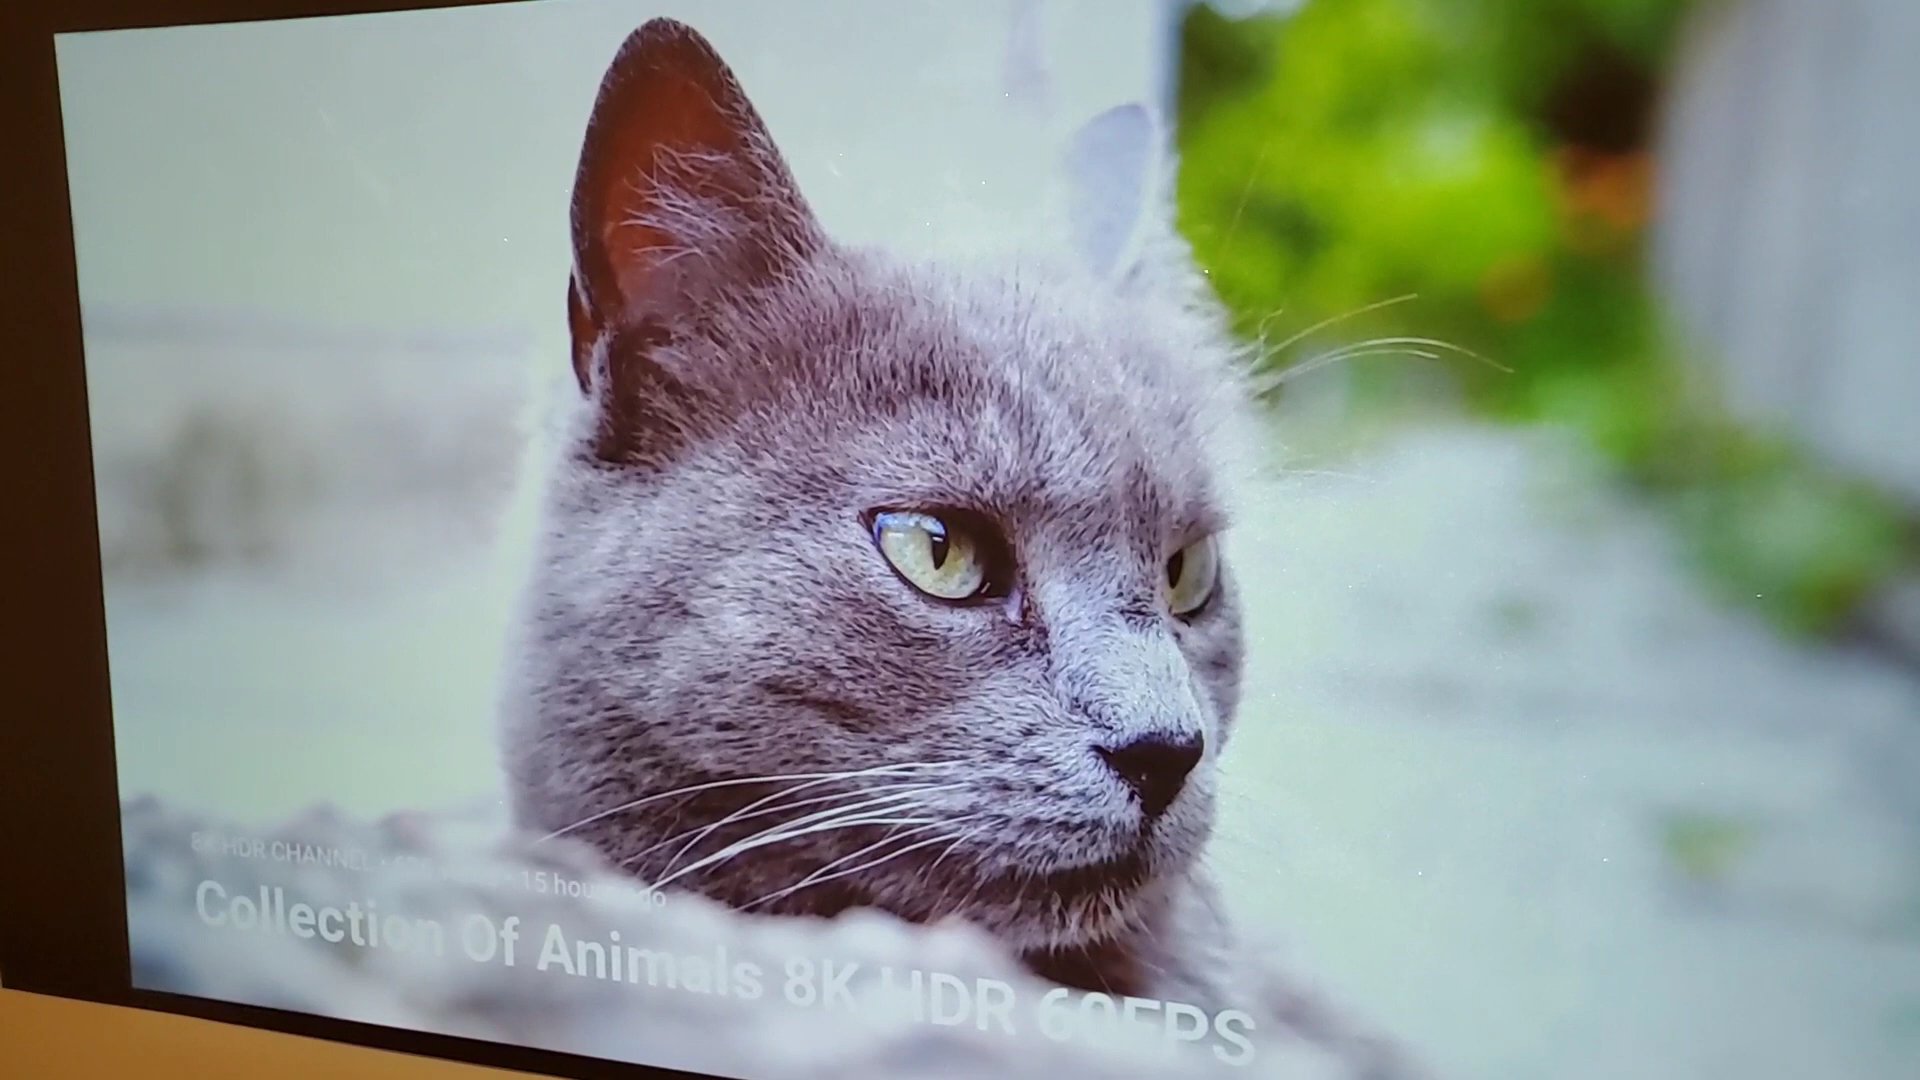 8K HDR CHANNEL • 15 hours ago
Collection Of Animals 8K HDR 60FPS